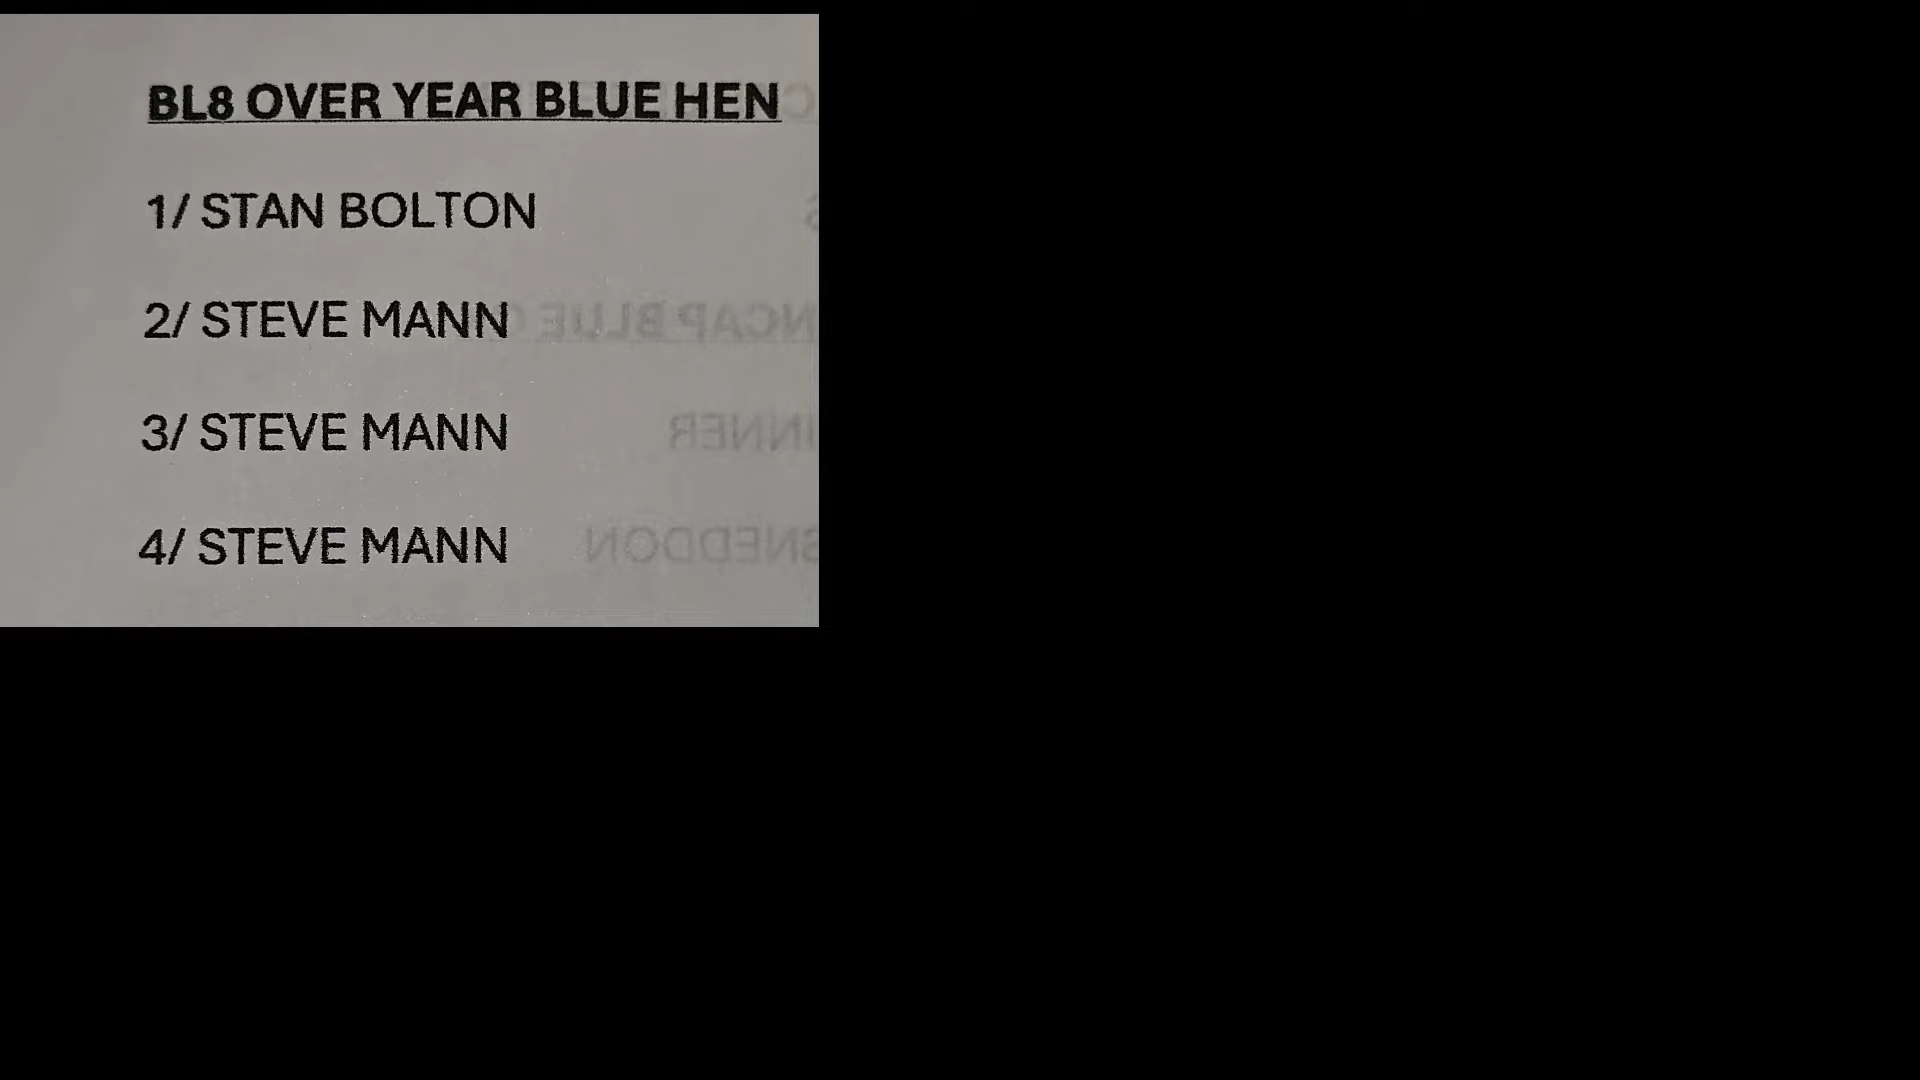 BL8 OVER YEAR BLUE HEN
1/ STAN BOLTON
2/ STEVE MANN
3/ STEVE MANN
4/ STEVE MANN